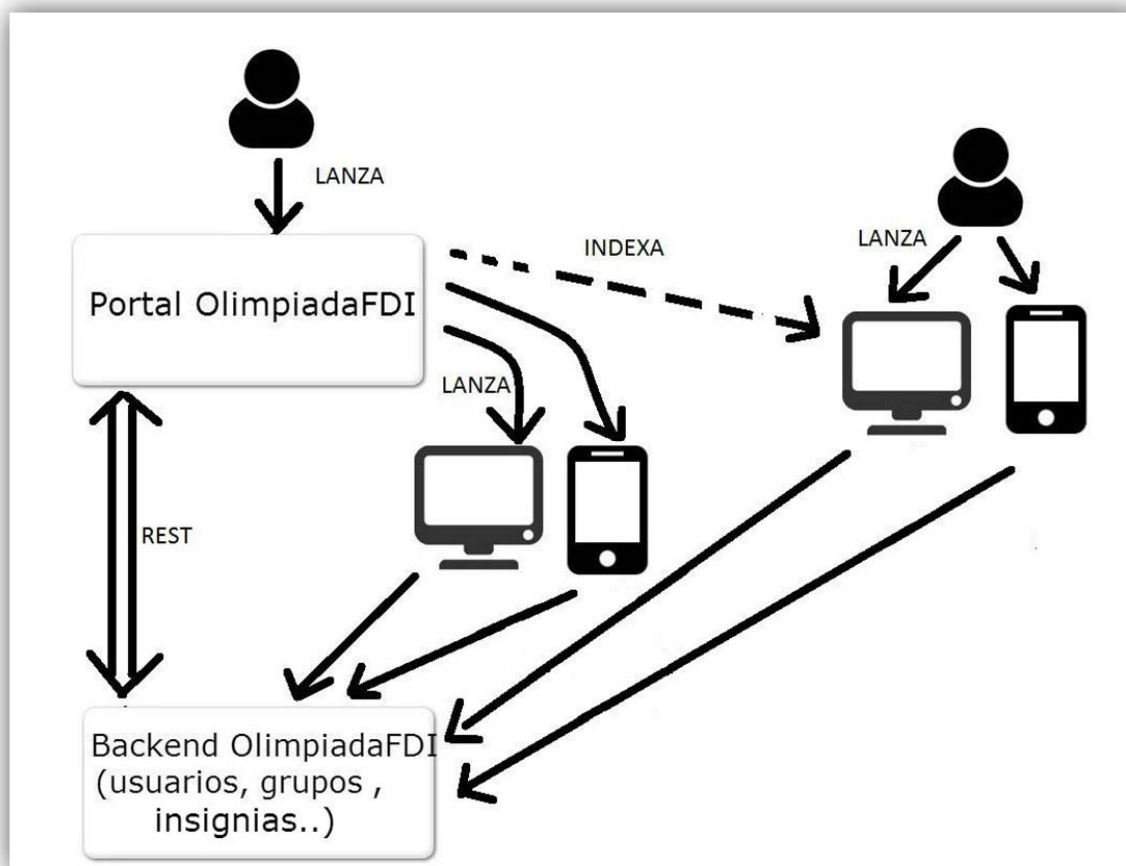 LANZA
Portal OlimpiadaFDI
INDEXA
LANZA
LANZA
REST
Backend OlimpiadaFDI
(usuarios, grupos ,
insignias..)